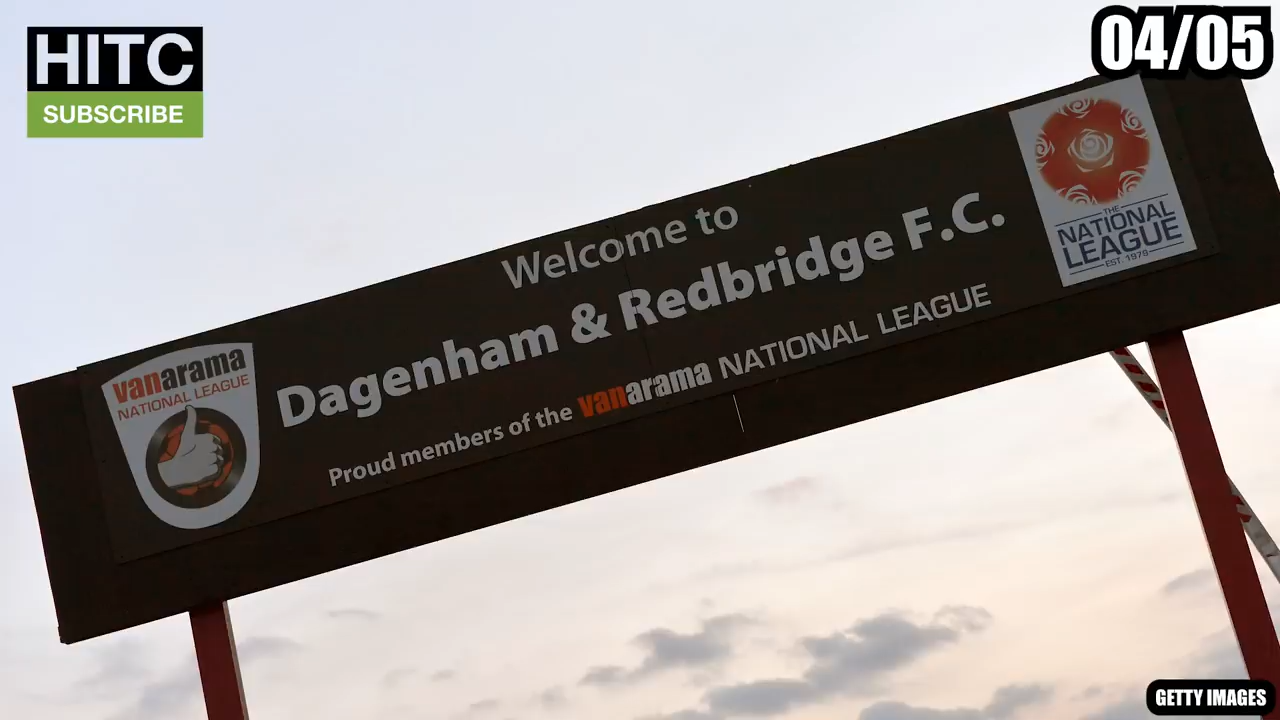 HITC
SUBSCRIBE
04/05
Welcome to
Dagenham & Redbridge F.C.
Proud members of the vanarama NATIONAL LEAGUE
vanarama
NATIONAL LEAGUE
THE
NATIONAL
LEAGUE
EST. 1979
GETTY IMAGES